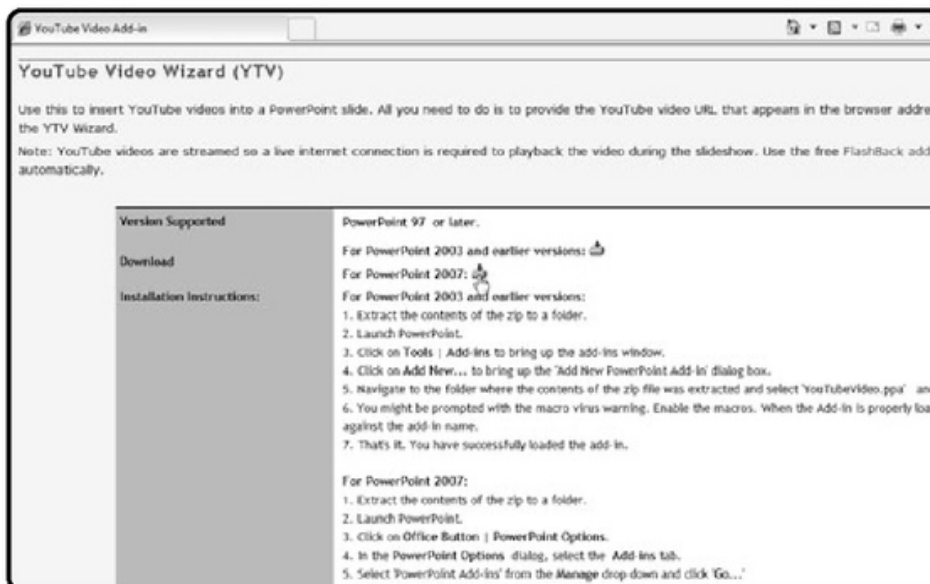 YouTube Video Add-in
YouTube Video Wizard (YTV)
Use this to insert YouTube videos into a PowerPoint slide. All you need to do is to provide the YouTube video URL that appears in the browser addre
the YTV Wizard.
Note: YouTube videos are streamed so a live internet connection is required to playback the video during the slideshow. Use the free FlashBack add
automatically.
Version Supported
PowerPoint 97 or later.
Download
For PowerPoint 2003 and earlier versions:
For PowerPoint 2007:
Installation Instructions:
For PowerPoint 2003 and earlier versions:
1. Extract the contents of the zip to a folder.
2. Launch PowerPoint.
3. Click on Tools | Add-ins to bring up the add-ins window.
4. Click on Add New... to bring up the 'Add New PowerPoint Add-in' dialog box.
5. Navigate to the folder where the contents of the zip file was extracted and select 'YouTubeVideo.ppa' an
6. You might be prompted with the macro virus warning. Enable the macros. When the Add-in is properly loa
against the add-in name.
7. That's it. You have successfully loaded the add-in.
For PowerPoint 2007:
1. Extract the contents of the zip to a folder.
2. Launch PowerPoint.
3. Click on Office Button | PowerPoint Options.
4. In the PowerPoint Options dialog, select the Add-ins tab.
5. Select 'PowerPoint Add-ins' from the Manage drop down and click 'Go...'